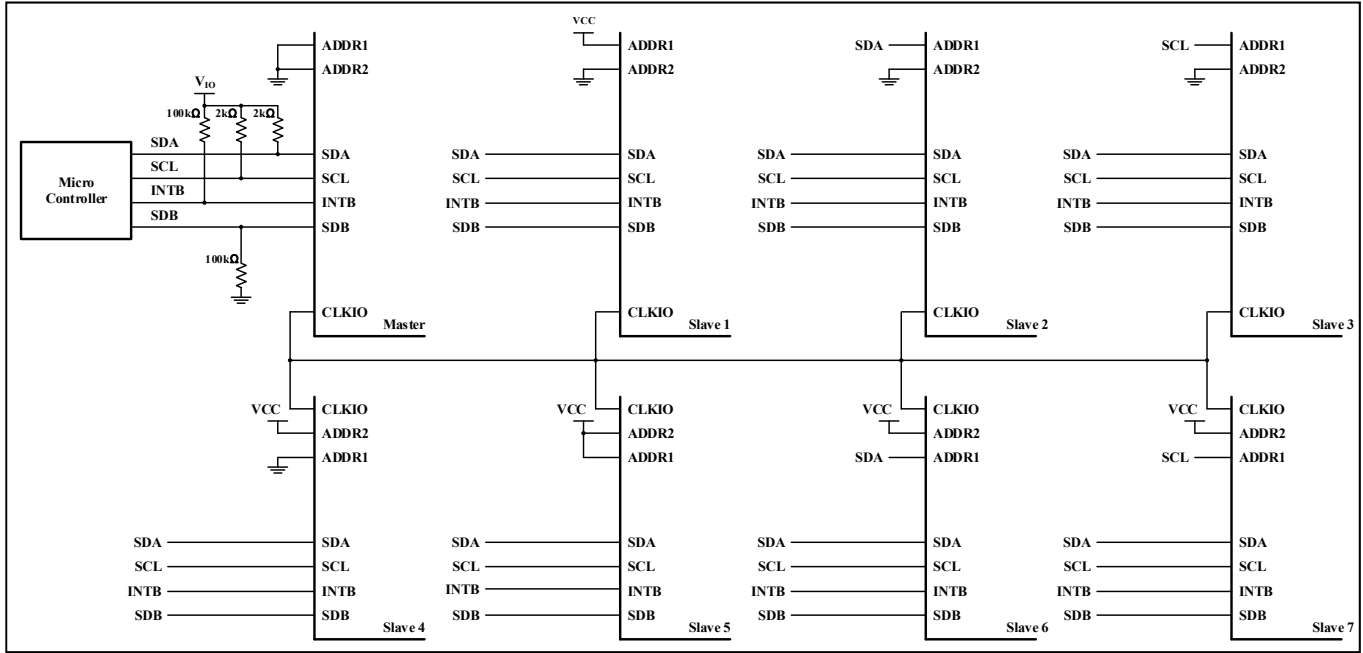 VCC
ADDR1
ADDR2
SDA ADDR1
ADDR2
SCL ADDR1
ADDR2
ADDR1
ADDR2
V_IO
100kΩ 2kΩ 2kΩ
Micro
Controller
SDA
SCL
INTB
SDB
100kΩ
SDA
SCL
INTB
SDB
CLKIO
Master
SDA SDA
SCL SCL
INTB INTB
SDB SDB
CLKIO
Slave 1
SDA SDA
SCL SCL
INTB INTB
SDB SDB
CLKIO
Slave 2
SDA SDA
SCL SCL
INTB INTB
SDB SDB
CLKIO
Slave 3
VCC CLKIO
ADDR2
ADDR1
SDA SDA
SCL SCL
INTB INTB
SDB SDB
Slave 4
VCC CLKIO
ADDR2
ADDR1
SDA SDA
SCL SCL
INTB INTB
SDB SDB
Slave 5
VCC CLKIO
ADDR2
SDA ADDR1
SDA SDA
SCL SCL
INTB INTB
SDB SDB
Slave 6
VCC CLKIO
ADDR2
SCL ADDR1
SDA SDA
SCL SCL
INTB INTB
SDB SDB
Slave 7